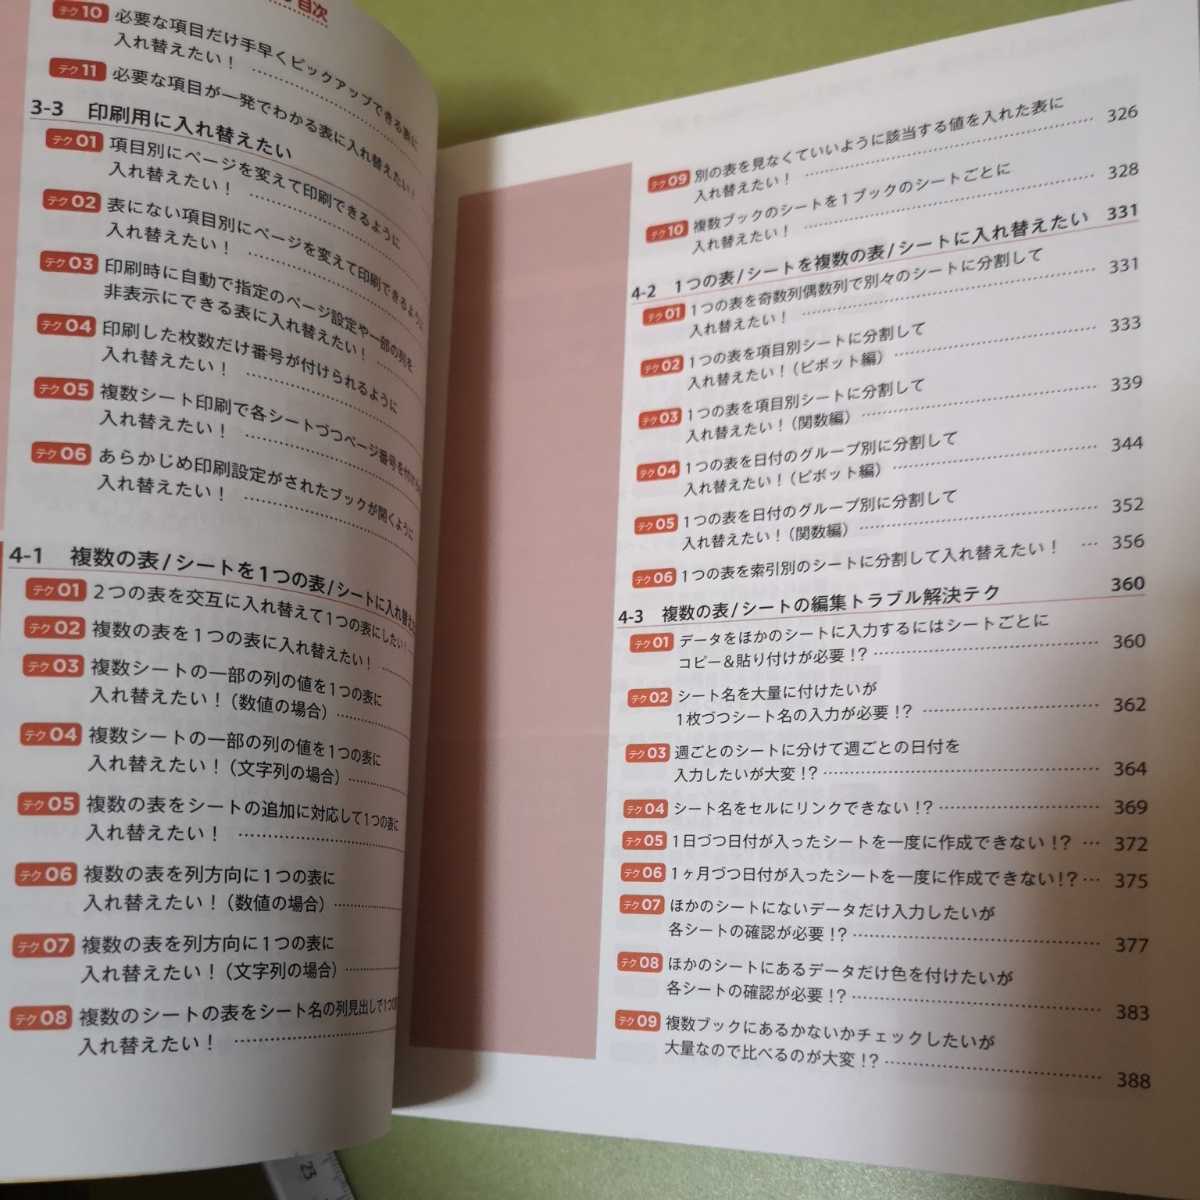 目次
テク10 必要な項目だけ手早くピックアップできる表に
入れ替えたい！
テク11 必要な項目が一発でわかる表に入れ替えたい！
3-3 印刷用に入れ替えたい
テク01 項目別にページを変えて印刷できるように
入れ替えたい！
テク02 表にない項目別にページを変えて印刷できるように
入れ替えたい！
テク03 印刷時に自動で指定のページ設定や一部の列を
非表示にできる表に入れ替えたい！
テク04 印刷した枚数だけ番号が付けられるように
入れ替えたい！
テク05 複数シート印刷で各シートづつページ番号を
入れ替えたい！
テク06 あらかじめ印刷設定がされたブックが開くように
入れ替えたい！
4-1 複数の表/シートを1つの表/シートに入れ替え
テク01 2つの表を交互に入れ替えて1つの表にしたい！
テク02 複数の表を1つの表に入れ替えたい！
テク03 複数シートの一部の列の値を1つの表に
入れ替えたい！（数値の場合）
テク04 複数シートの一部の列の値を1つの表に
入れ替えたい！（文字列の場合）
テク05 複数の表をシートの追加に対応して1つの表に
入れ替えたい！
テク06 複数の表を列方向に1つの表に
入れ替えたい！（数値の場合）
テク07 複数の表を列方向に1つの表に
入れ替えたい！（文字列の場合）
テク08 複数のシートの表をシート名の列見出しで1つの
入れ替えたい！
テク09 別の表を見なくていいように該当する値を入れた表に
入れ替えたい！ 326
テク10 複数ブックのシートを1ブックのシートごとに
入れ替えたい！ 328
4-2 1つの表/シートを複数の表/シートに入れ替えたい 331
テク01 1つの表を奇数列偶数列で別々のシートに分割して
入れ替えたい！ 331
テク02 1つの表を項目別シートに分割して
入れ替えたい！（ピボット編） 333
テク03 1つの表を項目別シートに分割して
入れ替えたい！（関数編） 339
テク04 1つの表を日付のグループ別に分割して
入れ替えたい！（ピボット編） 344
テク05 1つの表を日付のグループ別に分割して
入れ替えたい！（関数編） 352
テク06 1つの表を索引別のシートに分割して入れ替えたい！ 356
4-3 複数の表/シートの編集トラブル解決テク 360
テク01 データをほかのシートに入力するにはシートごとに
コピー＆貼り付けが必要！？ 360
テク02 シート名を大量に付けたいが
1枚づつシート名の入力が必要！？ 362
テク03 週ごとのシートに分けて週ごとの日付を
入力したいが大変！？ 364
テク04 シート名をセルにリンクできない！？ 369
テク05 1日づつ日付が入ったシートを一度に作成できない！？ 372
テク06 1ヶ月づつ日付が入ったシートを一度に作成できない！？ 375
テク07 ほかのシートにないデータだけ入力したいが
各シートの確認が必要！？ 377
テク08 ほかのシートにあるデータだけ色を付けたいが
各シートの確認が必要！？ 383
テク09 複数ブックにあるかないかチェックしたいが
大量なので比べるのが大変！？ 388
23